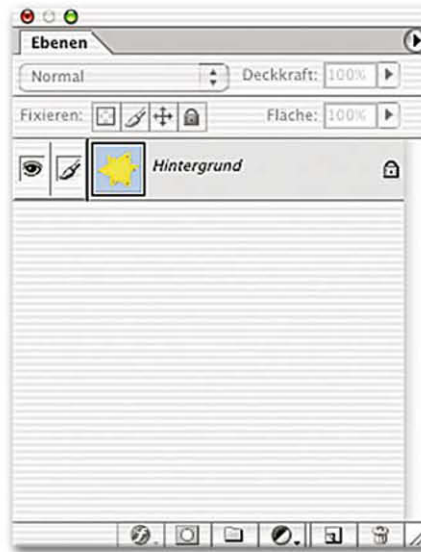 Ebenen
Normal Deckkraft: 100%
Fixieren: Fläche: 100%
Hintergrund